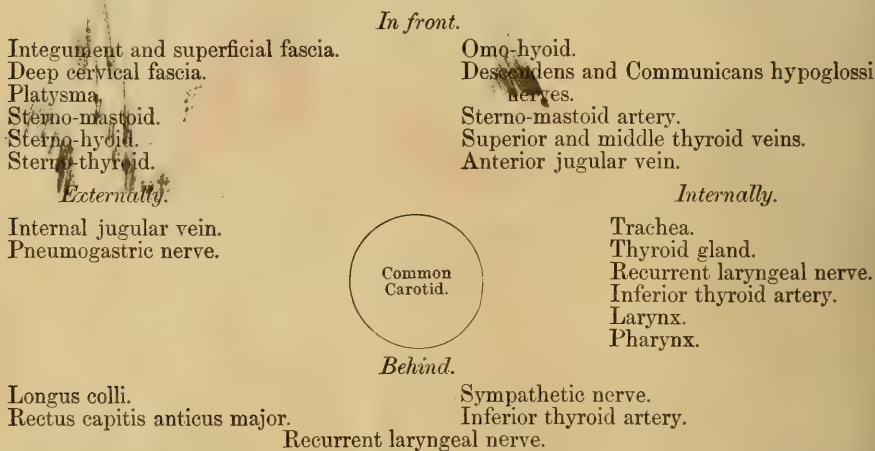 In front.
Integument and superficial fascia.
Deep cervical fascia.
Platysma.
Sterno-mastoid.
Sterno-hyoid.
Sterno-thyroid.
Omo-hyoid.
Descendens and Communicans hypoglossi
nerves.
Sterno-mastoid artery.
Superior and middle thyroid veins.
Anterior jugular vein.
Externally.
Internal jugular vein.
Pneumogastric nerve.
Common
Carotid.
Internally.
Trachea.
Thyroid gland.
Recurrent laryngeal nerve.
Inferior thyroid artery.
Larynx.
Pharynx.
Behind.
Longus colli.
Rectus capitis anticus major.
Sympathetic nerve.
Inferior thyroid artery.
Recurrent laryngeal nerve.